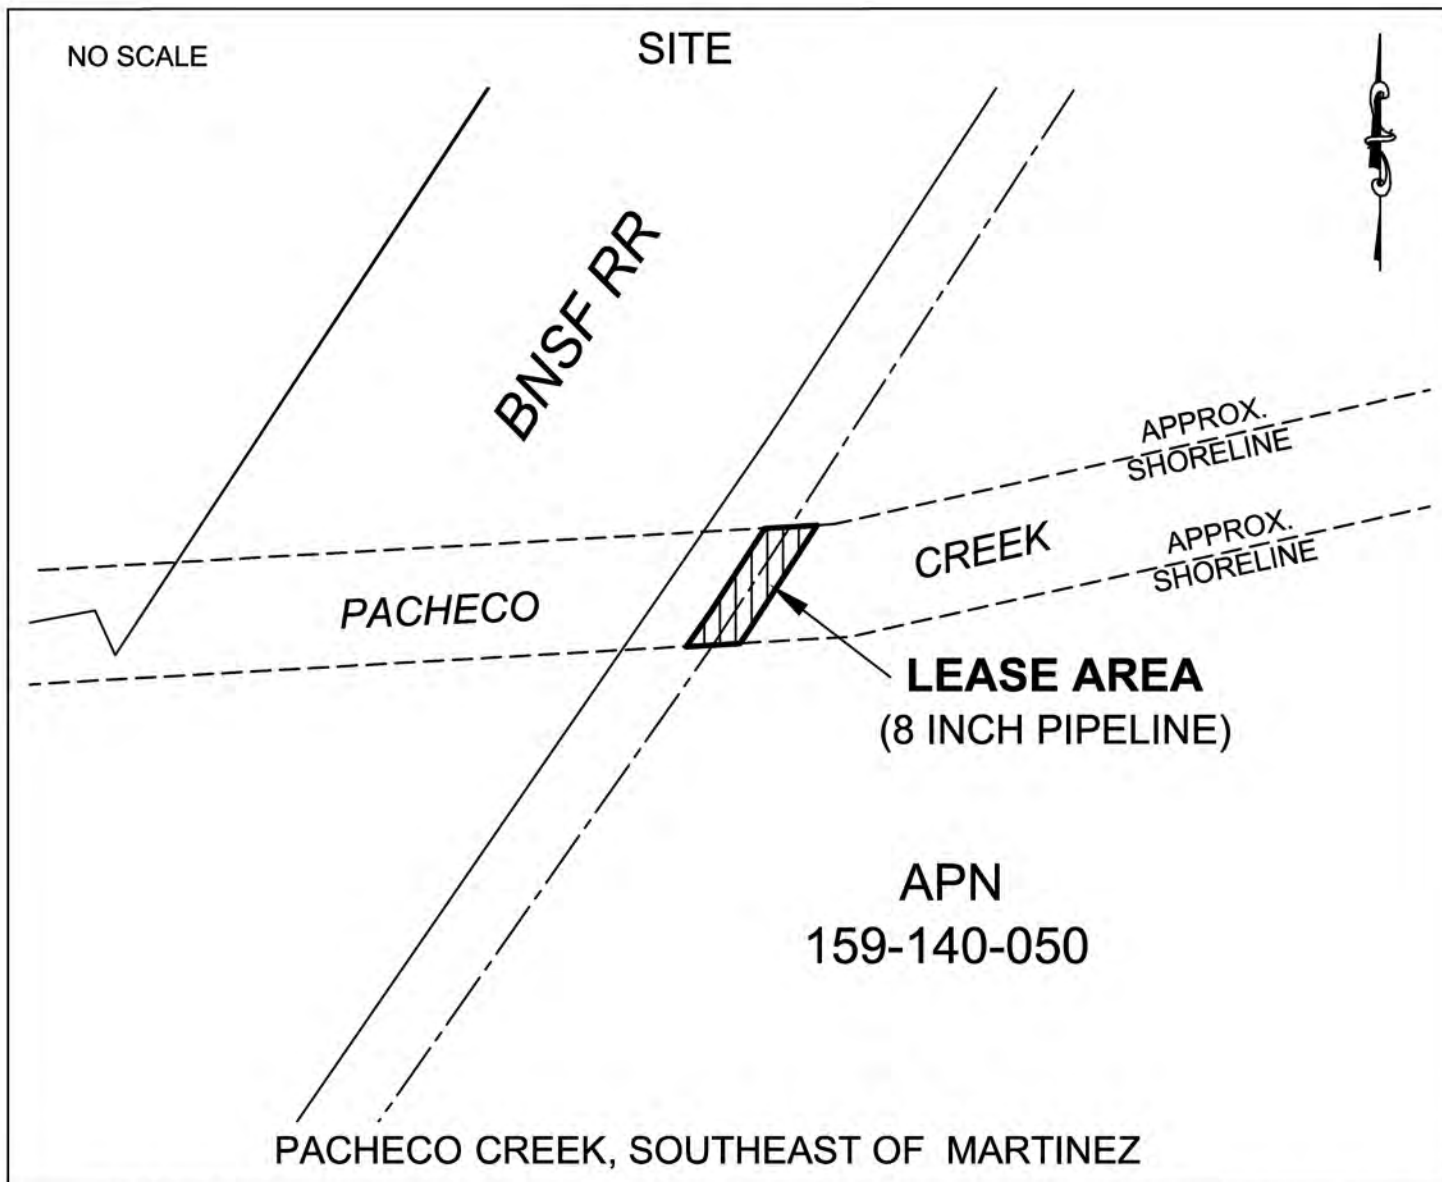 NO SCALE
SITE
BNSF RR
APPROX.
SHORELINE
APPROX.
SHORELINE
CREEK
PACHECO
LEASE AREA
(8 INCH PIPELINE)
APN
159-140-050
PACHECO CREEK, SOUTHEAST OF MARTINEZ